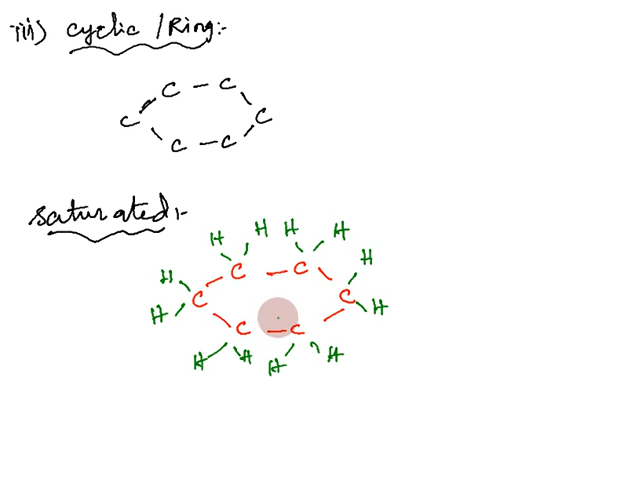 iii) cyclic /Ring:-
C - C
C C
C - C
saturated:-
H H H H
H C - C H
C C
H H
C - C
H H H H